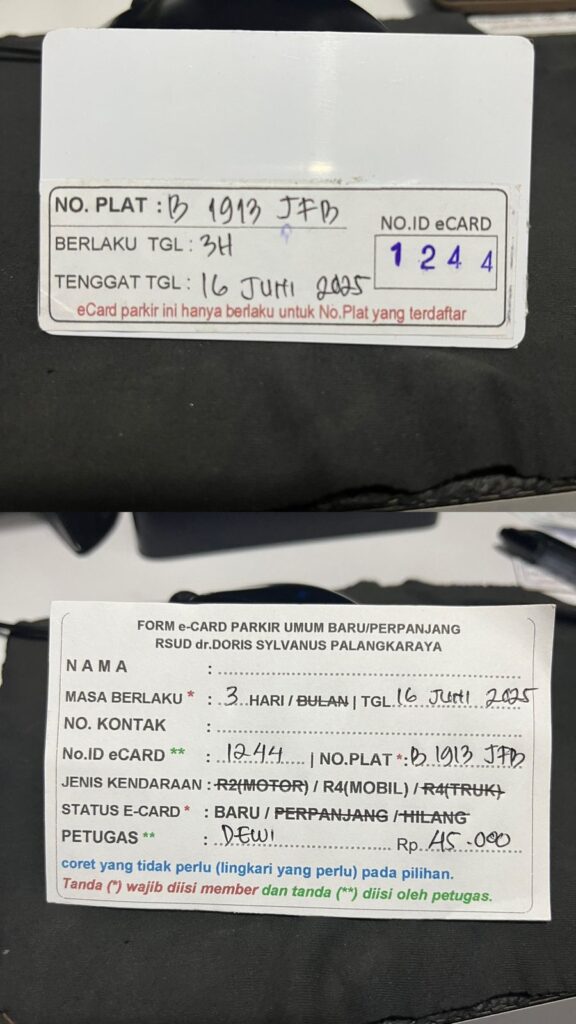 NO. PLAT : B 1913 JFB
NO.ID eCARD
BERLAKU TGL : 3H
1244
TENGGAT TGL : 16 JUNI 2025
eCard parkir ini hanya berlaku untuk No.Plat yang terdaftar
FORM e-CARD PARKIR UMUM BARU/PERPANJANG
RSUD dr.DORIS SYLVANUS PALANGKARAYA
NAMA :
MASA BERLAKU * : 3 HARI / BULAN | TGL 16 JUNI 2025
NO. KONTAK :
No.ID eCARD ** : 1244 | NO.PLAT *: B 1913 JFB
JENIS KENDARAAN : R2(MOTOR) / R4(MOBIL) / R4(TRUK)
STATUS E-CARD * : BARU / PERPANJANG / HILANG
PETUGAS ** : DEWI Rp. 45.000
coret yang tidak perlu (lingkari yang perlu) pada pilihan.
Tanda (*) wajib diisi member dan tanda (**) diisi oleh petugas.